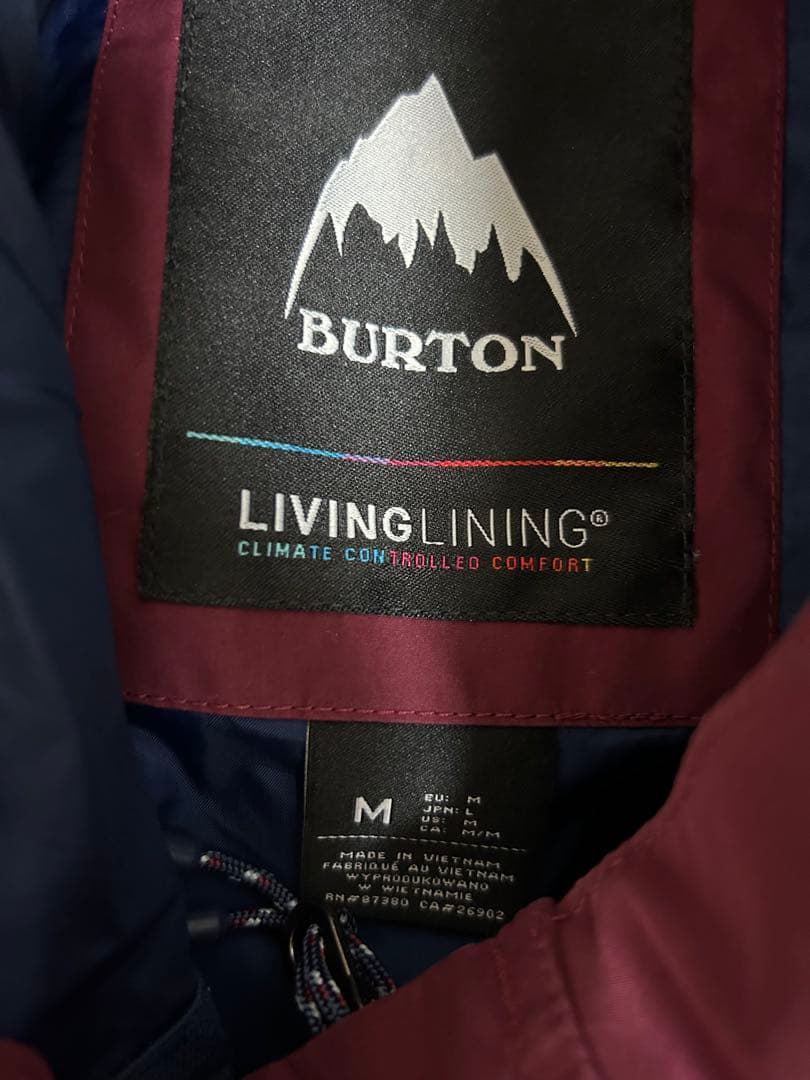 BURTON
LIVINGLINING®
CLIMATE CONTROLLED COMFORT
M
EU: M
JPN: L
US: M
CA: M/M
MADE IN VIETNAM
FABRIQUÉ AU VIETNAM
WYPRODUKOWANO
W WIETNAMIE
RN#87380 CA#26902